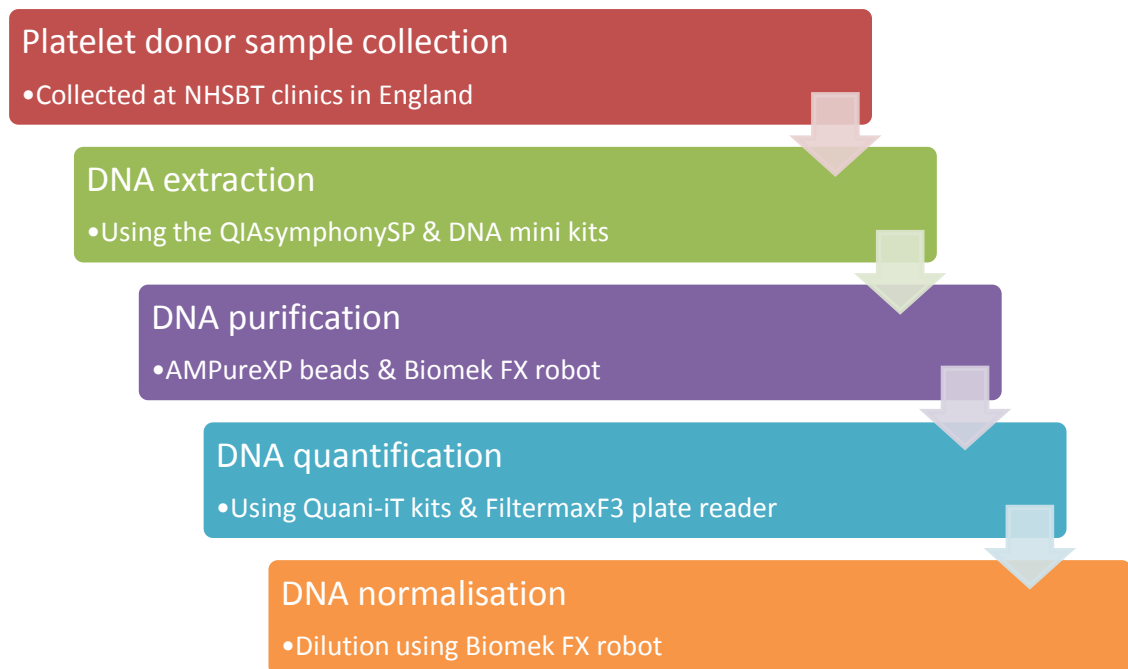 Platelet donor sample collection
•Collected at NHSBT clinics in England
DNA extraction
•Using the QIAsymphonySP & DNA mini kits
DNA purification
•AMPureXP beads & Biomek FX robot
DNA quantification
•Using Quani-iT kits & FiltermaxF3 plate reader
DNA normalisation
•Dilution using Biomek FX robot